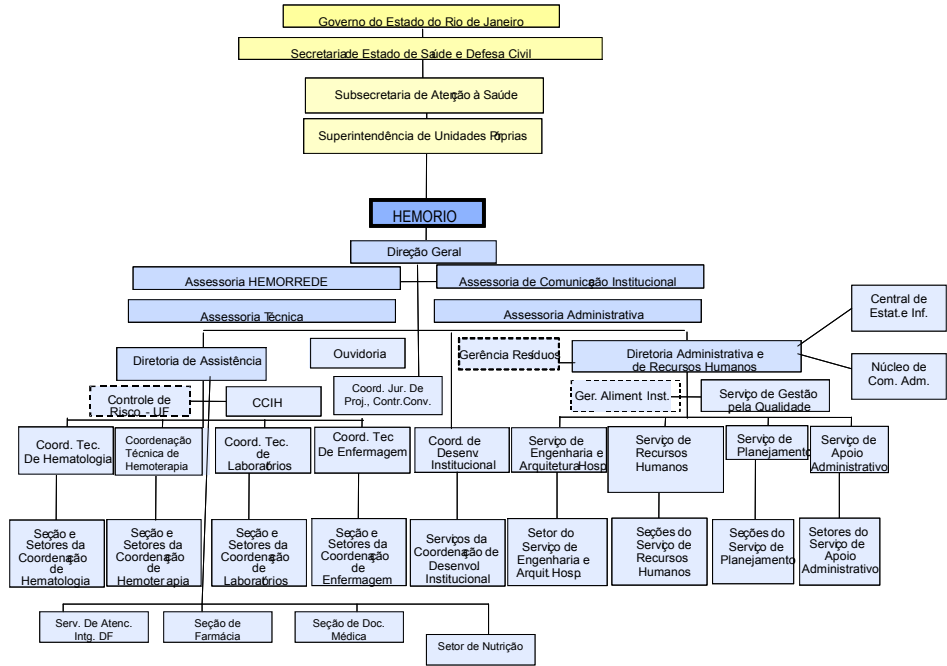 Governo do Estado do Rio de Janeiro
Secretaria de Estado de Saúde e Defesa Civil
Subsecretaria de Atenção à Saúde
Superintendência de Unidades Próprias
HEMORIO
Direção Geral
Assessoria HEMORREDE
Assessoria de Comunicação Institucional
Assessoria Técnica
Assessoria Administrativa
Central de
Estat.e Inf.
Diretoria de Assistência
Ouvidoria
Gerência Resíduos
Diretoria Administrativa e
de Recursos Humanos
Núcleo de
Com. Adm.
Controle de
Risco - UF
CCIH
Coord. Jur. De
Proj., Contr.Conv.
Ger. Aliment. Inst.
Serviço de Gestão
pela Qualidade
Coord. Tec.
De Hematologia
Coordenação
Técnica de
Hemoterapia
Coord. Tec.
de
Laboratórios
Coord. Tec
De Enfermagem
Coord. de
Desenv.
Institucional
Serviço de
Engenharia e
Arquitetura Hosp
Serviço de
Recursos
Humanos
Serviço de
Planejamento
Serviço de
Apoio
Administrativo
Seção e
Setores da
Coordenação
de
Hematologia
Seção e
Setores da
Coordenação
de
Hemoterapia
Seção e
Setores da
Coordenação
de
Laboratórios
Seção e
Setores da
Coordenação
de
Enfermagem
Serviços da
Coordenação de
Desenvol.
Institucional
Setor do
Serviço de
Engenharia e
Arquit. Hosp.
Seções do
Serviço de
Recursos
Humanos
Seções do
Serviço de
Planejamento
Setores do
Serviço de
Apoio
Administrativo
Serv. De Atenc.
Intg. DF
Seção de
Farmácia
Seção de Doc.
Médica
Setor de Nutrição